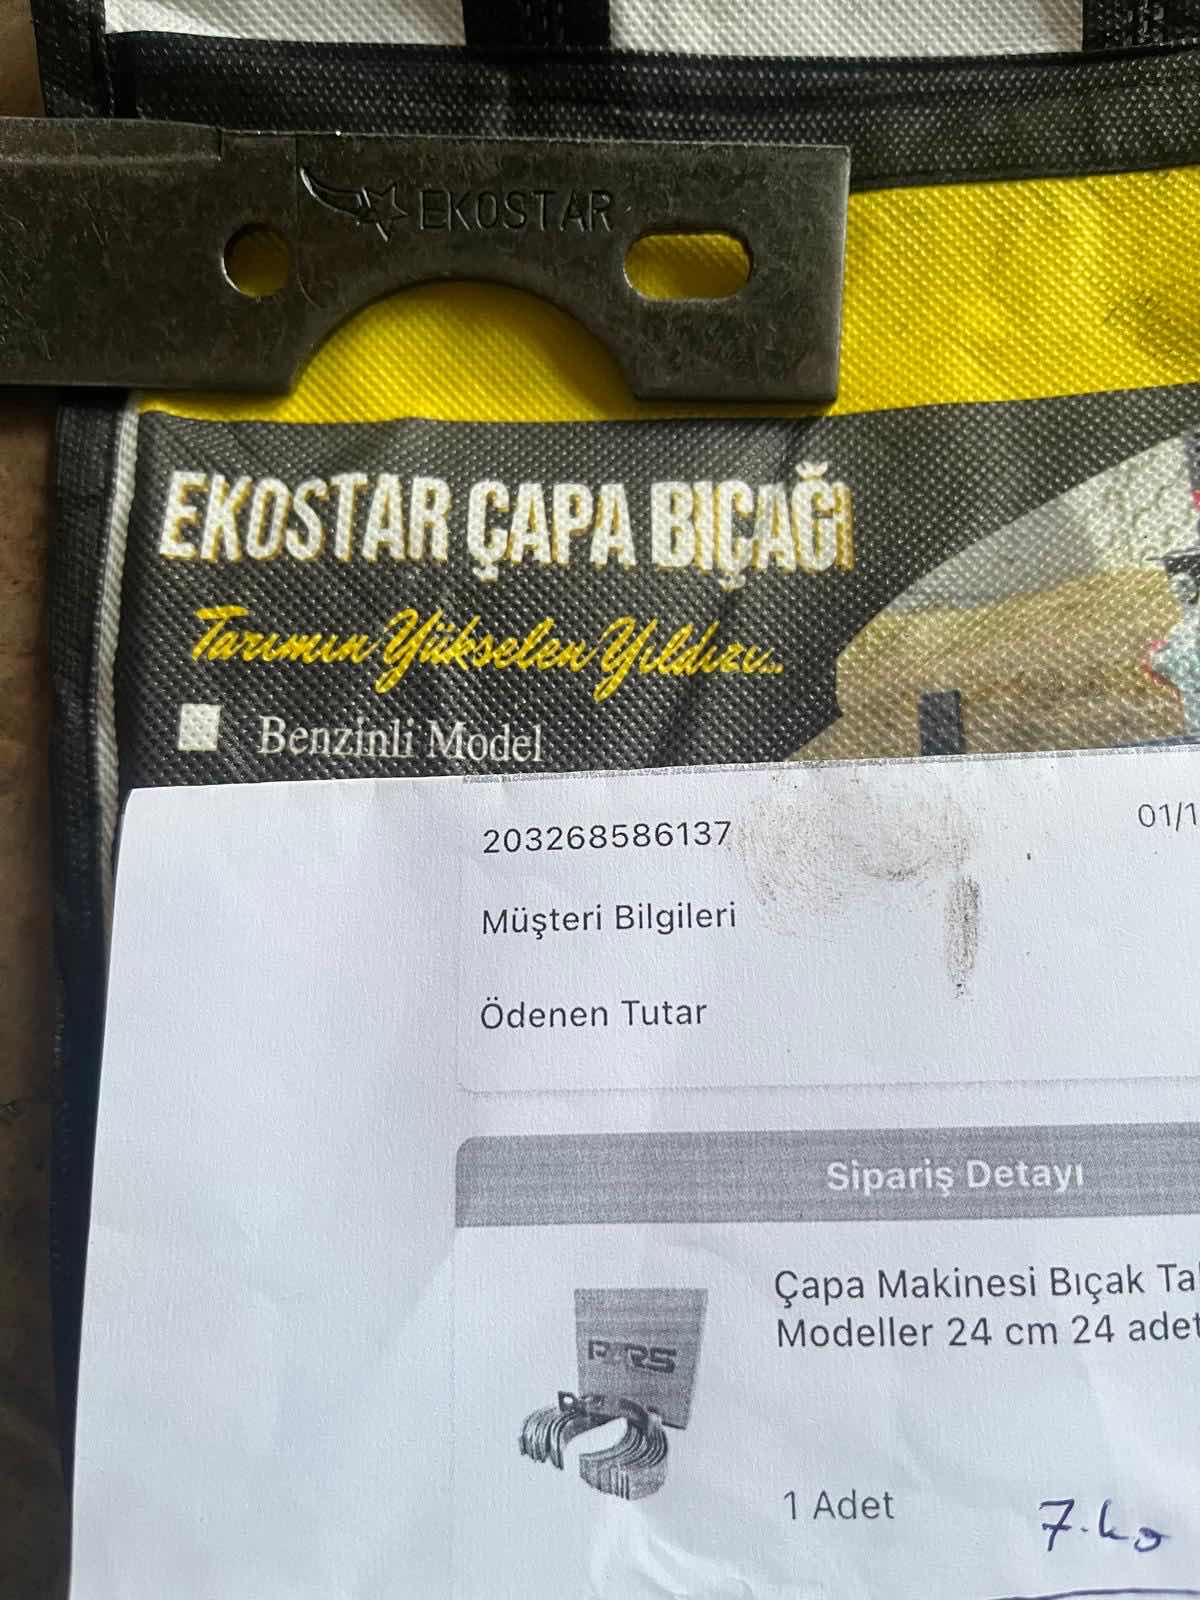 EKOSTAR
EKOSTAR ÇAPA BIÇAĞI
Tarımın Yükselen Yıldızı...
Benzinli Model
203268586137
01/1
Müşteri Bilgileri
Ödenen Tutar
Sipariş Detayı
Çapa Makinesi Bıçak Ta
Modeller 24 cm 24 adet
1 Adet